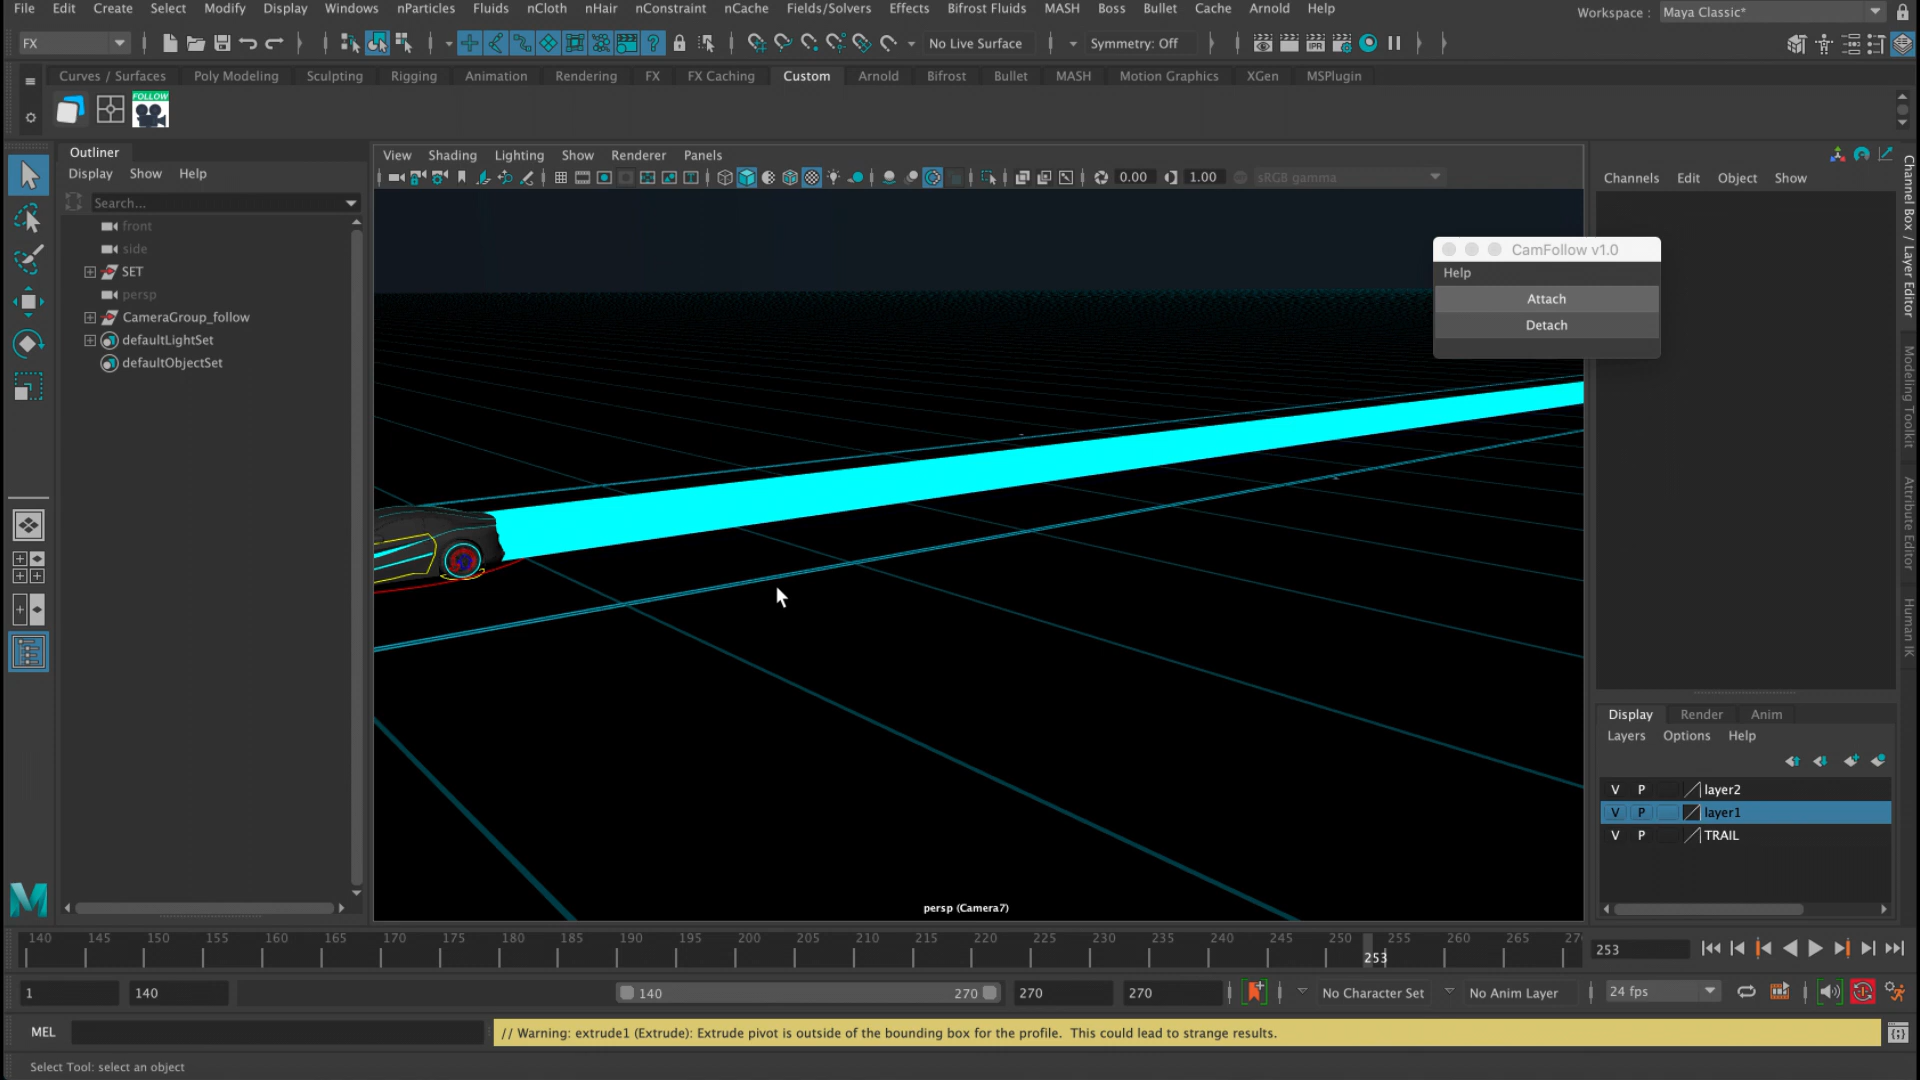 File Edit Create Select Modify Display Windows nParticles Fluids nCloth nHair nConstraint nCache Fields/Solvers Effects Bifrost Fluids MASH Boss Bullet Cache Arnold Help Workspace : Maya Classic*
FX No Live Surface Symmetry: Off IPR
Curves / Surfaces Poly Modeling Sculpting Rigging Animation Rendering FX FX Caching Custom Arnold Bifrost Bullet MASH Motion Graphics XGen MSPlugin
FOLLOW
Outliner
Display Show Help
Search...
front
side
SET
persp
CameraGroup_follow
defaultLightSet
defaultObjectSet
View Shading Lighting Show Renderer Panels
0.00 1.00 sRGB gamma
CamFollow v1.0
Help
Attach
Detach
persp (Camera7)
Channels Edit Object Show
Channel Box / Layer Editor
Modeling Toolkit
Attribute Editor
Human IK
Display Render Anim
Layers Options Help
V P layer2
V P layer1
V P TRAIL
140 145 150 155 160 165 170 175 180 185 190 195 200 205 210 215 220 225 230 235 240 245 250 255 260 265 27
253
253
1 140 140 270 270 270 No Character Set No Anim Layer 24 fps
MEL // Warning: extrude1 (Extrude): Extrude pivot is outside of the bounding box for the profile. This could lead to strange results.
Select Tool: select an object